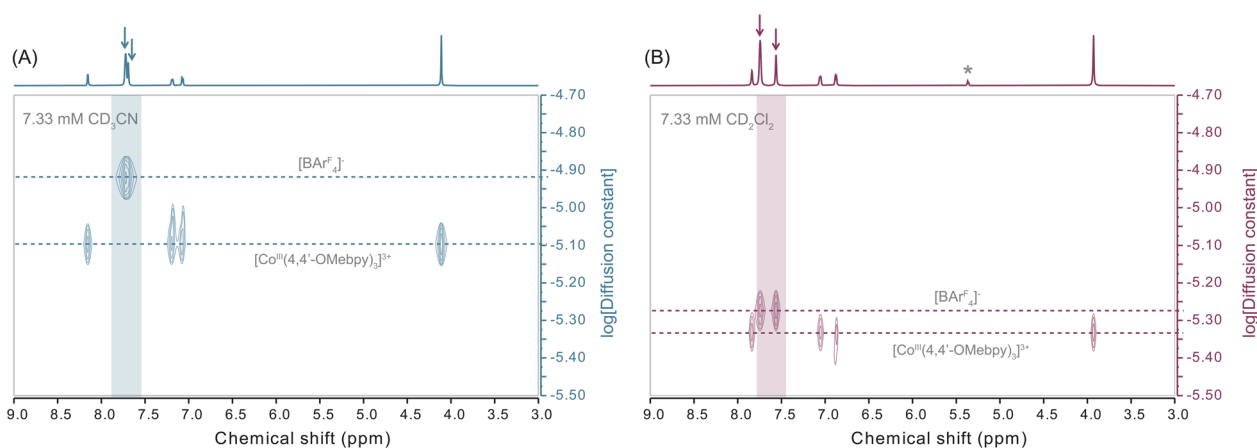 (A)
7.33 mM CD₃CN
[BArᶠ₄]⁻
[Coᴵᴵᴵ(4,4'-OMebpy)₃]³⁺
-4.70
-4.80
-4.90
-5.00
-5.10
-5.20
-5.30
-5.40
-5.50
log[Diffusion constant]
9.0 8.5 8.0 7.5 7.0 6.5 6.0 5.5 5.0 4.5 4.0 3.5 3.0
Chemical shift (ppm)
(B)
*
7.33 mM CD₂Cl₂
[BArᶠ₄]⁻
[Coᴵᴵᴵ(4,4'-OMebpy)₃]³⁺
-4.70
-4.80
-4.90
-5.00
-5.10
-5.20
-5.30
-5.40
-5.50
log[Diffusion constant]
9.0 8.5 8.0 7.5 7.0 6.5 6.0 5.5 5.0 4.5 4.0 3.5 3.0
Chemical shift (ppm)